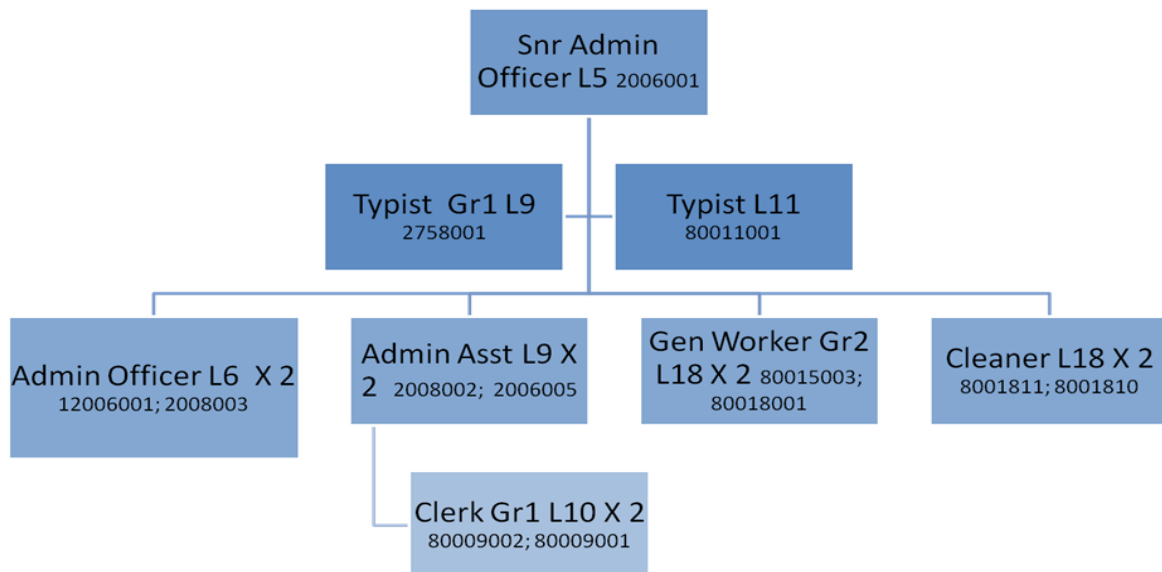 Snr Admin
Officer L5 2006001
Typist Gr1 L9
2758001
Typist L11
80011001
Admin Officer L6 X 2
12006001; 2008003
Admin Asst L9 X
2 2008002; 2006005
Gen Worker Gr2
L18 X 2 80015003;
80018001
Cleaner L18 X 2
8001811; 8001810
Clerk Gr1 L10 X 2
80009002; 80009001